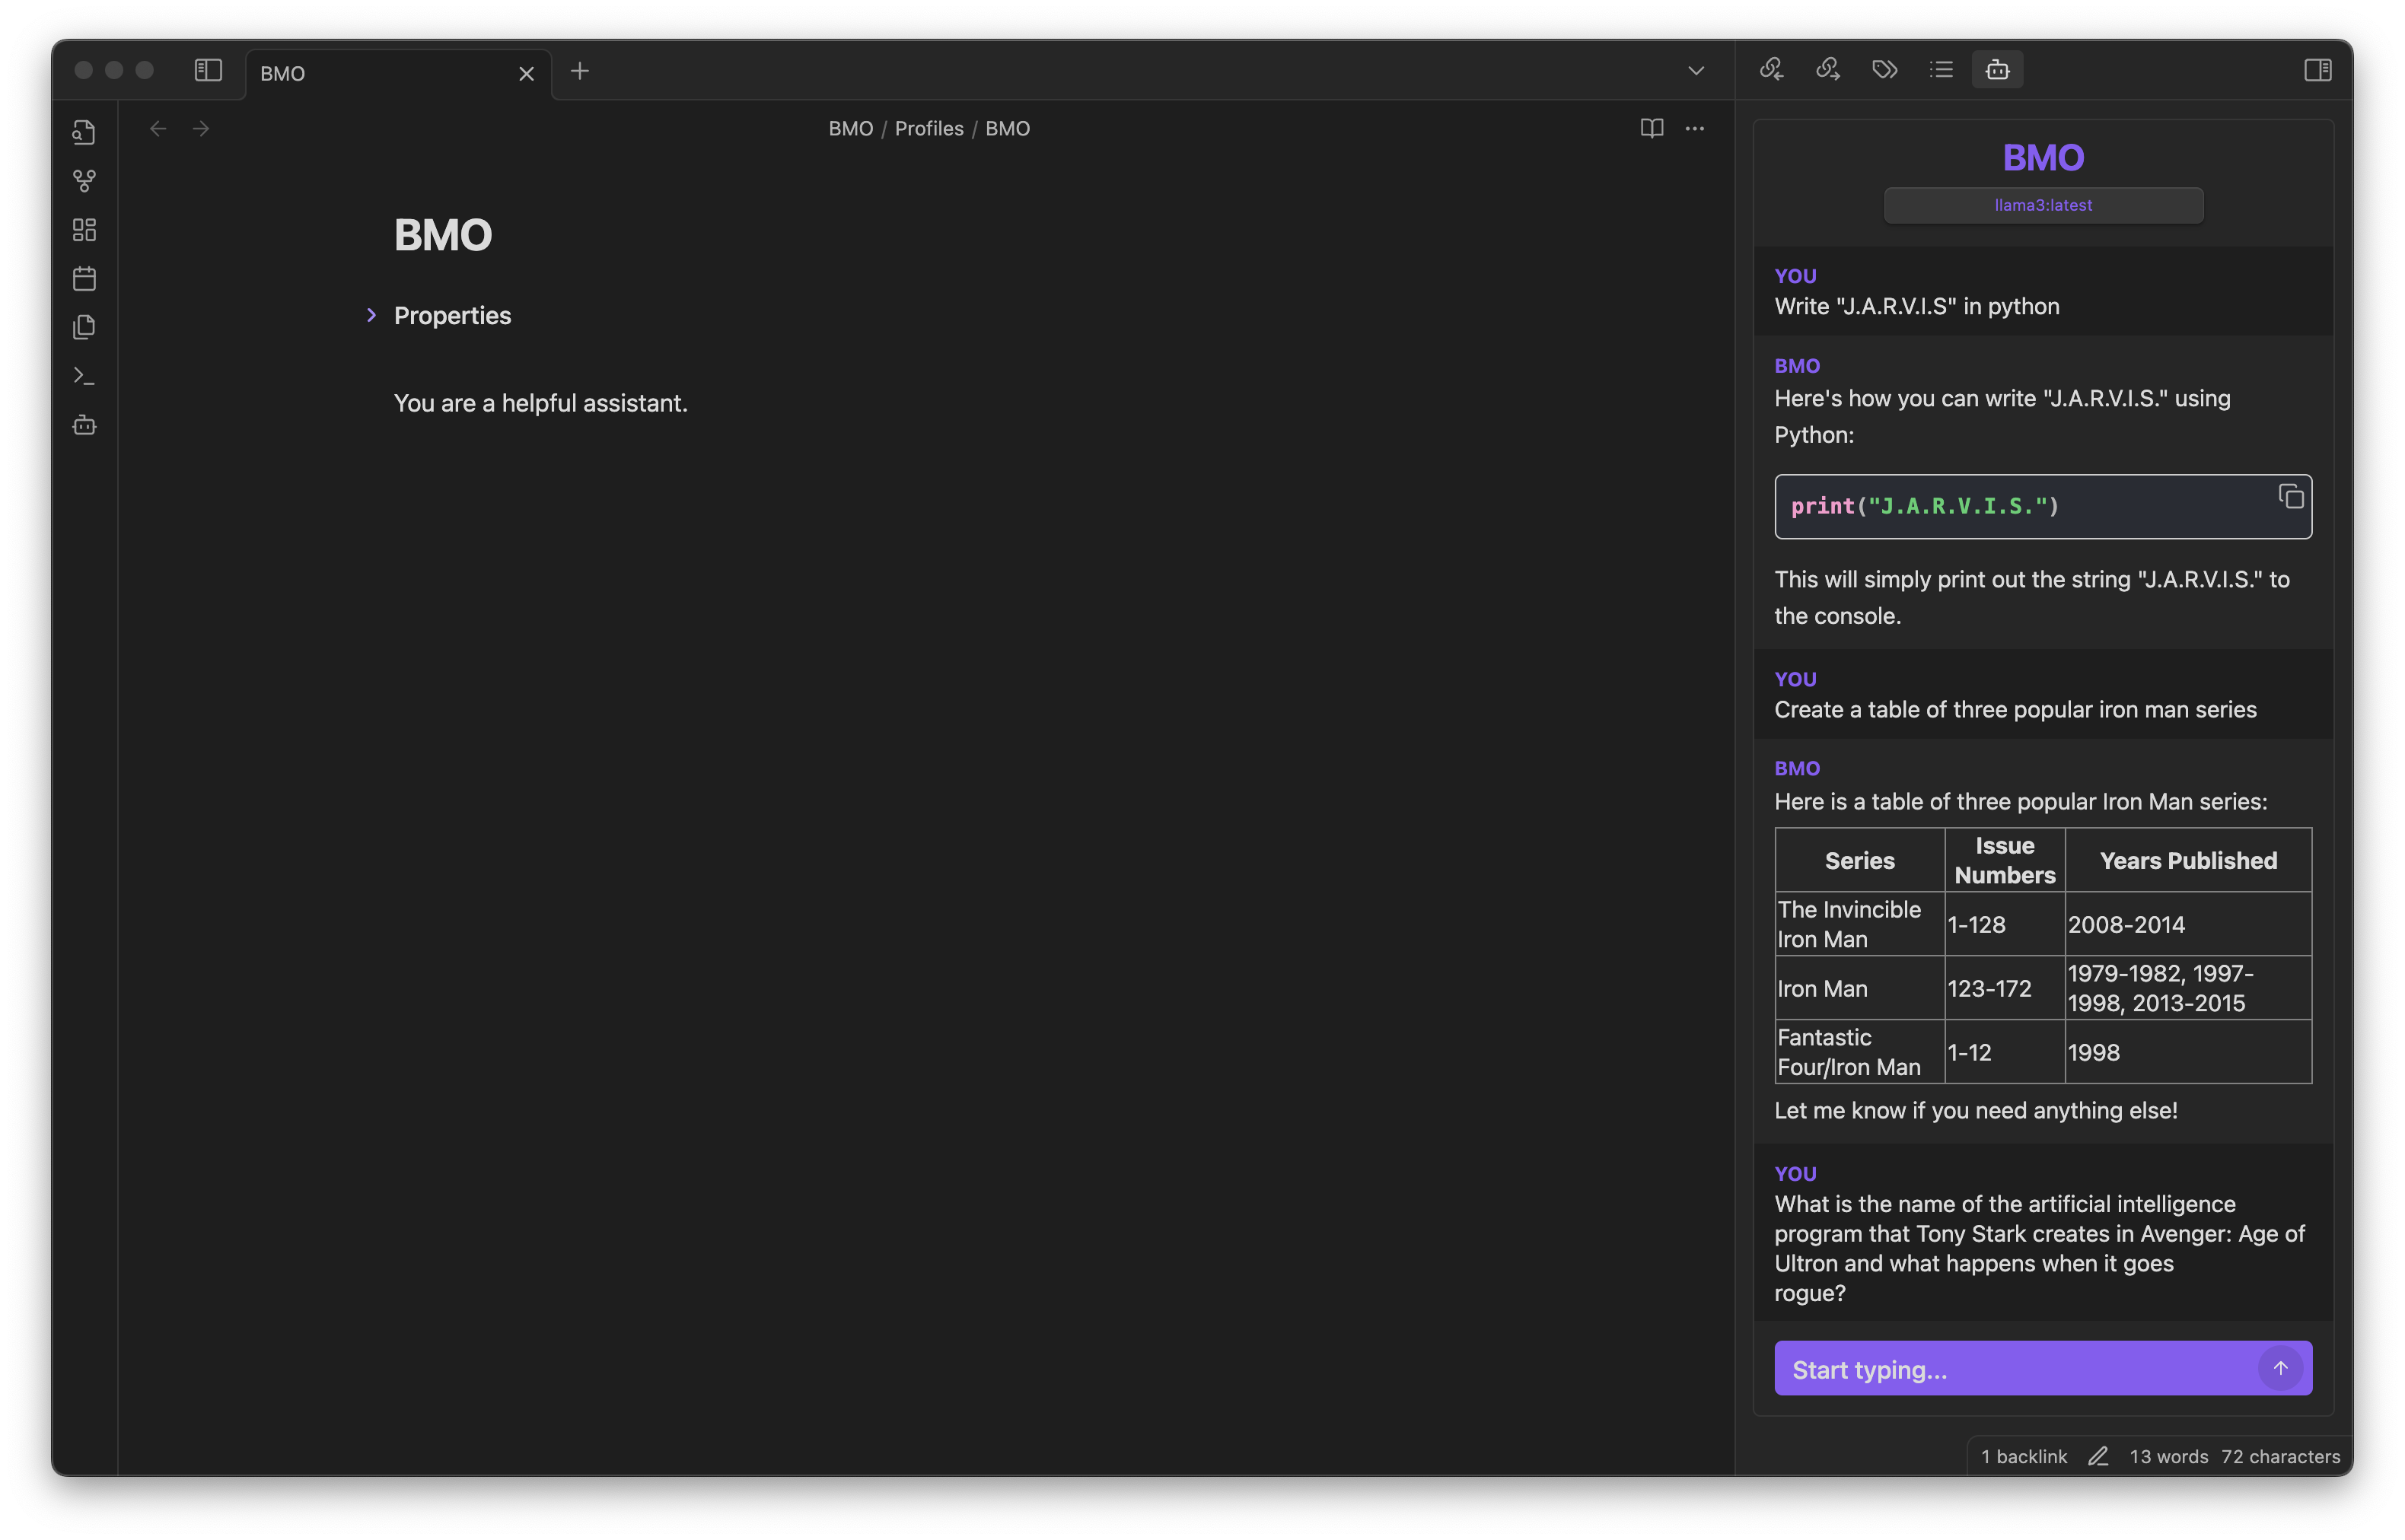 BMO
BMO / Profiles / BMO
BMO
Properties
You are a helpful assistant.
BMO
llama3:latest
YOU
Write "J.A.R.V.I.S" in python
BMO
Here's how you can write "J.A.R.V.I.S." using
Python:
print("J.A.R.V.I.S.")
This will simply print out the string "J.A.R.V.I.S." to
the console.
YOU
Create a table of three popular iron man series
BMO
Here is a table of three popular Iron Man series:
Series
Issue
Numbers
Years Published
The Invincible
Iron Man
1-128
2008-2014
Iron Man
123-172
1979-1982, 1997-
1998, 2013-2015
Fantastic
Four/Iron Man
1-12
1998
Let me know if you need anything else!
YOU
What is the name of the artificial intelligence
program that Tony Stark creates in Avenger: Age of
Ultron and what happens when it goes
rogue?
Start typing...
1 backlink 13 words 72 characters